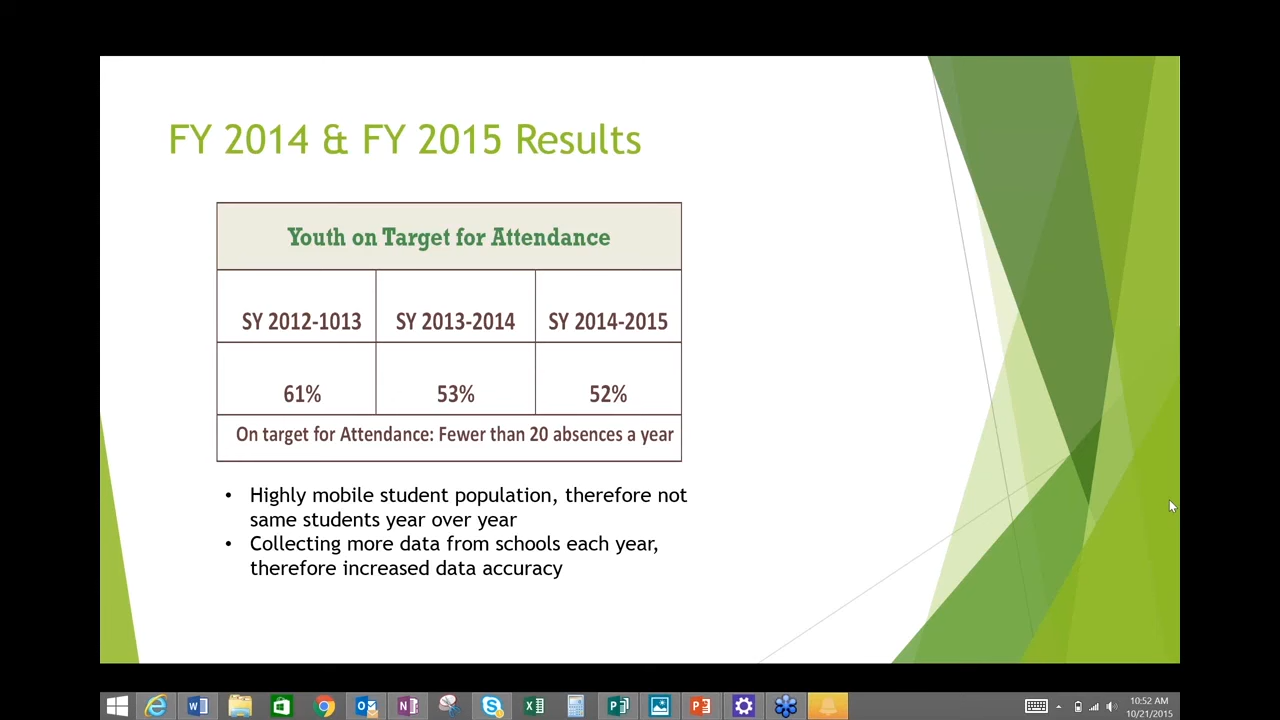 FY 2014 & FY 2015 Results
Youth on Target for Attendance
SY 2012-1013 SY 2013-2014 SY 2014-2015
61% 53% 52%
On target for Attendance: Fewer than 20 absences a year
• Highly mobile student population, therefore not
same students year over year
• Collecting more data from schools each year,
therefore increased data accuracy
10:52 AM
10/21/2015